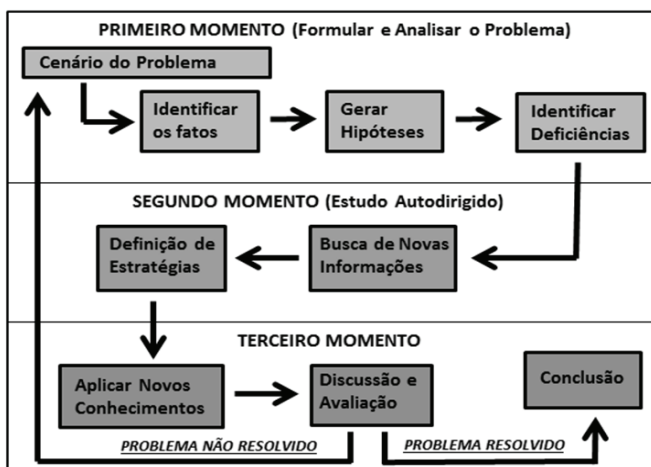 PRIMEIRO MOMENTO (Formular e Analisar o Problema)
Cenário do Problema
Identificar
os fatos
Gerar
Hipóteses
Identificar
Deficiências
SEGUNDO MOMENTO (Estudo Autodirigido)
Definição de
Estratégias
Busca de Novas
Informações
TERCEIRO MOMENTO
Aplicar Novos
Conhecimentos
Discussão e
Avaliação
Conclusão
PROBLEMA NÃO RESOLVIDO
PROBLEMA RESOLVIDO